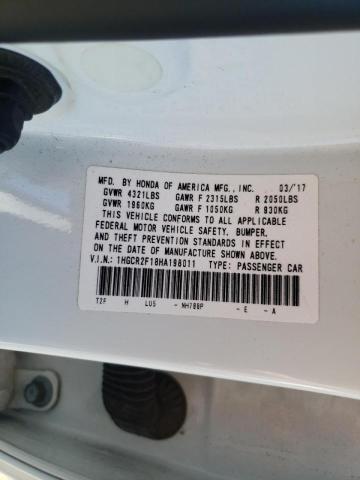 MFD. BY HONDA OF AMERICA MFG., INC. 03/17
GVWR 4321LBS GAWR F 2315LBS R 2050LBS
GVWR 1960KG GAWR F 1050KG R 930KG
THIS VEHICLE CONFORMS TO ALL APPLICABLE
FEDERAL MOTOR VEHICLE SAFETY, BUMPER,
AND THEFT PREVENTION STANDARDS IN EFFECT
ON THE DATE OF MANUFACTURE SHOWN ABOVE.
V.I.N.: 1HGCR2F18HA198011 TYPE: PASSENGER CAR
T2F H LU5 -NH788P -E -A